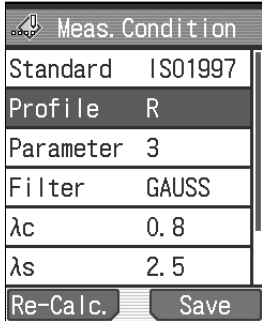 Meas.Condition
Standard ISO1997
Profile R
Parameter 3
Filter GAUSS
λc 0.8
λs 2.5
Re-Calc. Save